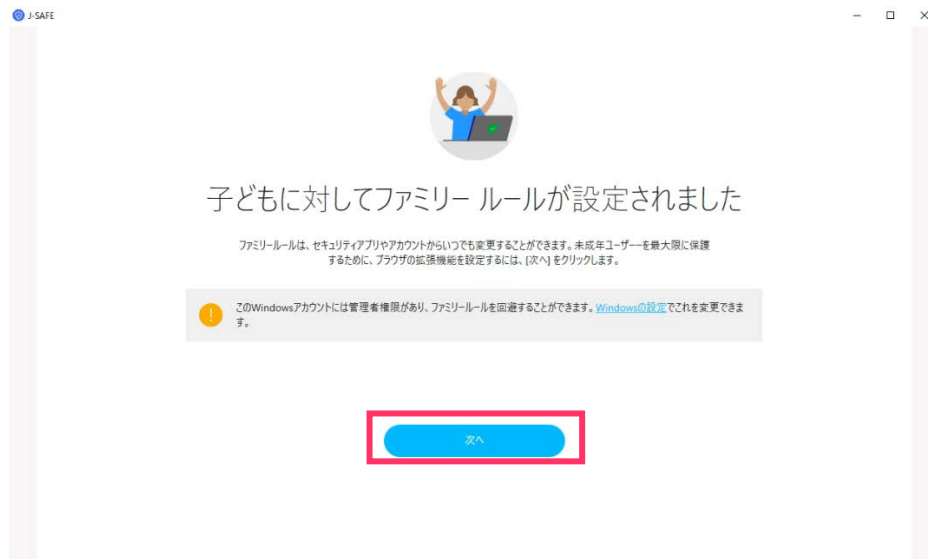 J-SAFE
子どもに対してファミリー ルールが設定されました
ファミリールールは、セキュリティアプリやアカウントからいつでも変更することができます。未成年ユーザーーを最大限に保護
するために、ブラウザの拡張機能を設定するには、[次へ] をクリックします。
このWindowsアカウントには管理者権限があり、ファミリールールを回避することができます。Windowsの設定でこれを変更できま
す。
次へ